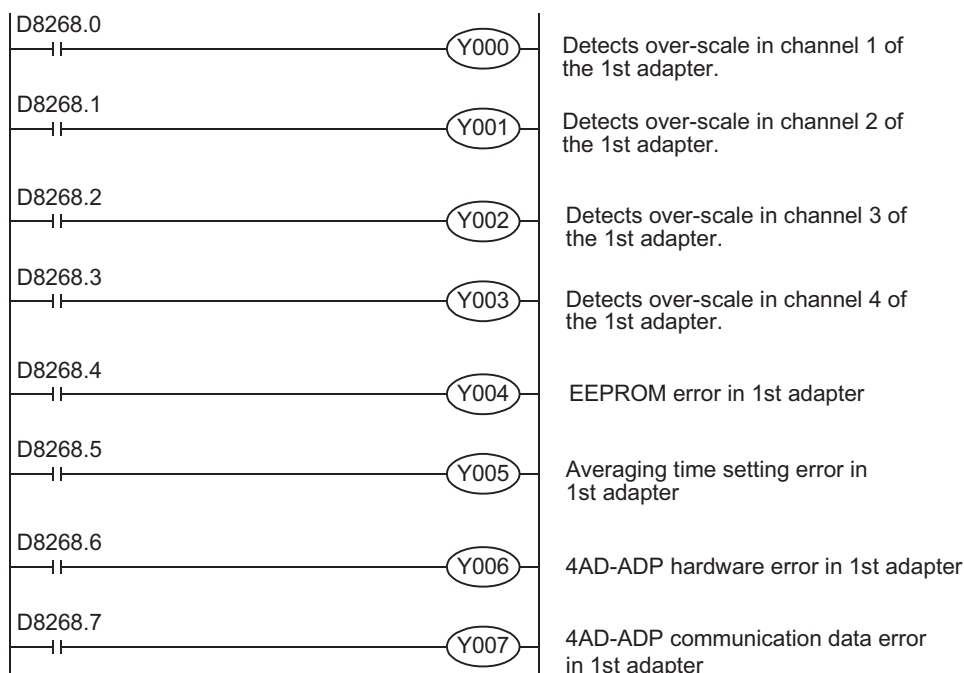 D8268.0
Y000
Detects over-scale in channel 1 of
the 1st adapter.
D8268.1
Y001
Detects over-scale in channel 2 of
the 1st adapter.
D8268.2
Y002
Detects over-scale in channel 3 of
the 1st adapter.
D8268.3
Y003
Detects over-scale in channel 4 of
the 1st adapter.
D8268.4
Y004
EEPROM error in 1st adapter
D8268.5
Y005
Averaging time setting error in
1st adapter
D8268.6
Y006
4AD-ADP hardware error in 1st adapter
D8268.7
Y007
4AD-ADP communication data error
in 1st adapter